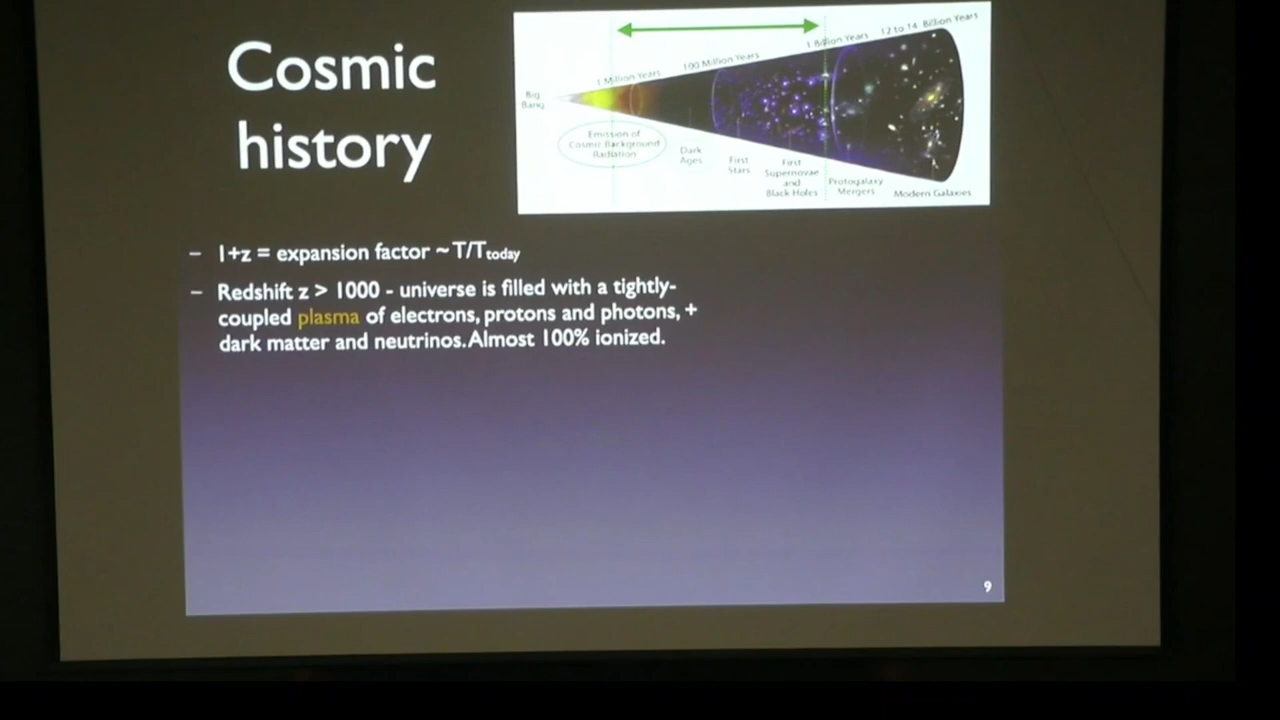 Cosmic
history
Big
Bang
1 Million Years
100 Million Years
1 Billion Years
12 to 14 Billion Years
Emission of
Cosmic Background
Radiation
Dark
Ages
First
Stars
First
Supernovae
and
Black Holes
Protogalaxy
Mergers
Modern Galaxies
– 1+z = expansion factor ~ T/Ttoday
– Redshift z > 1000 - universe is filled with a tightly-
coupled plasma of electrons, protons and photons, +
dark matter and neutrinos. Almost 100% ionized.
9